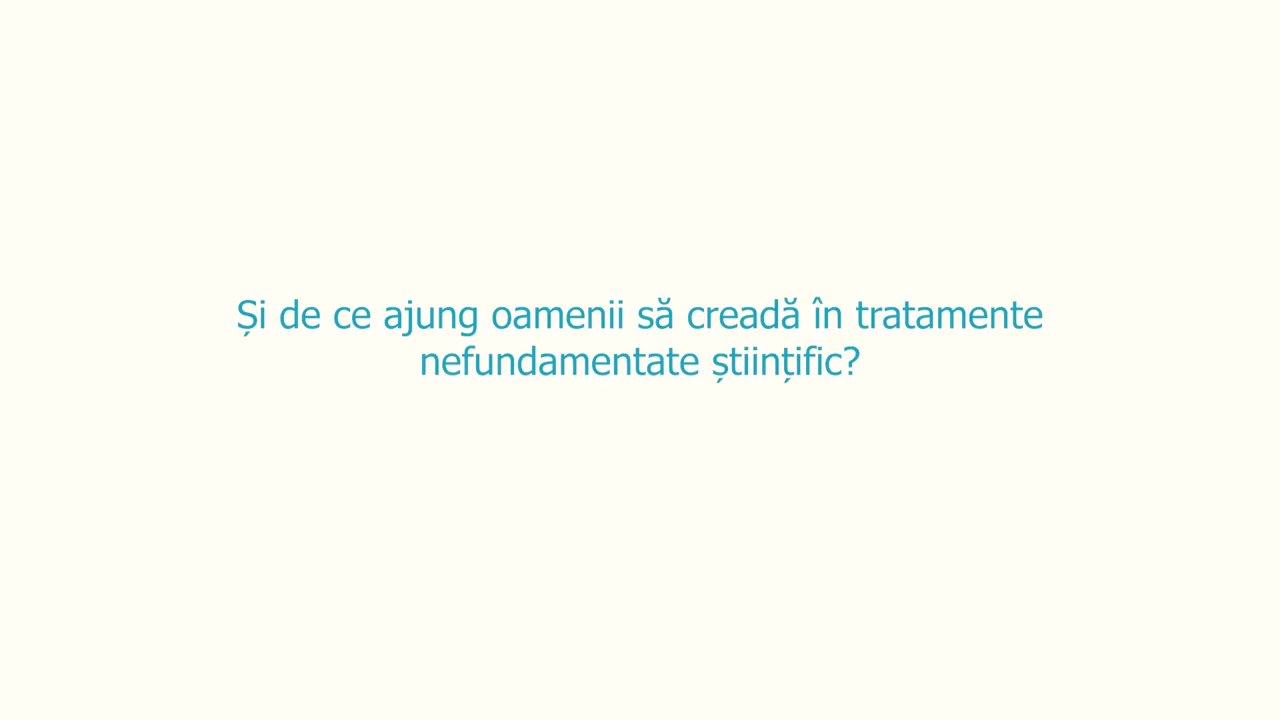 Și de ce ajung oamenii să creadă în tratamente
nefundamentate științific?